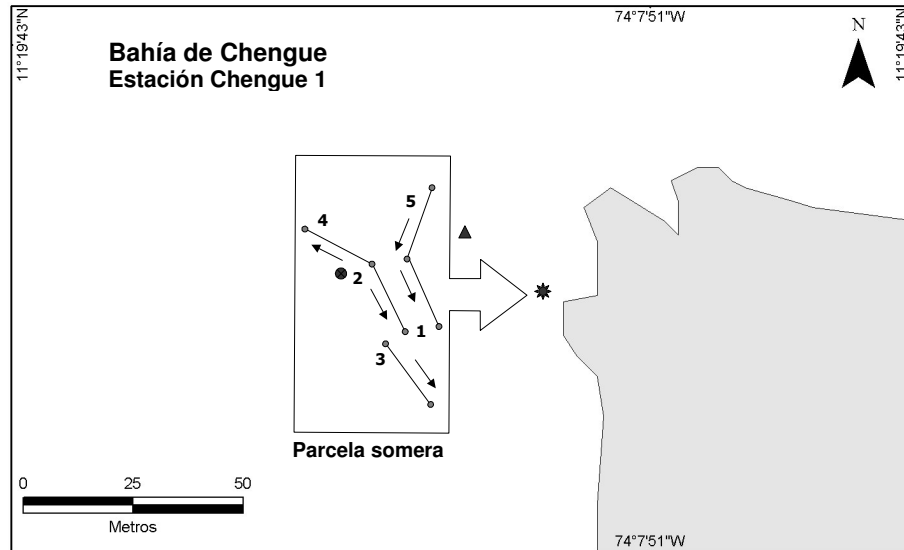 74°7'51"W
11°19'43"N
11°19'43"N
N
Bahía de Chengue
Estación Chengue 1
5
4
2
1
3
Parcela somera
0 25 50
Metros
74°7'51"W